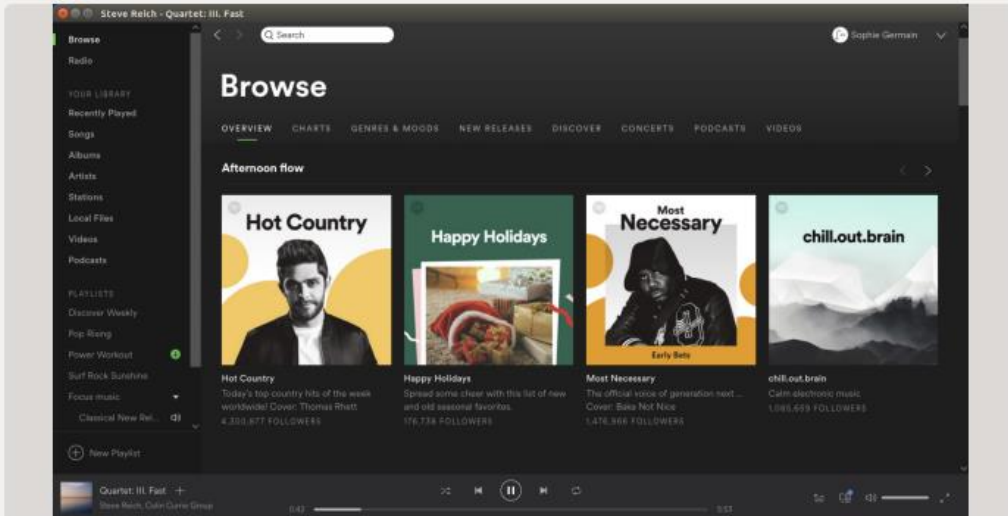 Steve Reich - Quartet: III. Fast
Browse
Radio
YOUR LIBRARY
Recently Played
Songs
Albums
Artists
Stations
Local Files
Videos
Podcasts
PLAYLISTS
Discover Weekly
Pop Rising
Power Workout
Surf Rock Sunshine
Focus music
Classical New Rel...
New Playlist
Search
Sophie Germain
Browse
OVERVIEW CHARTS GENRES & MOODS NEW RELEASES DISCOVER CONCERTS PODCASTS VIDEOS
Afternoon flow
Hot Country
Happy Holidays
Most
Necessary
Early Bets
chill.out.brain
Hot Country
Today's top country hits of the week
worldwide! Cover: Thomas Rhett
4,300,677 FOLLOWERS
Happy Holidays
Spread some cheer with this list of new
and old seasonal favorites.
176,738 FOLLOWERS
Most Necessary
The official voice of generation next ...
Cover: Baka Not Nice
1,476,966 FOLLOWERS
chill.out.brain
Calm electronic music
1,085,659 FOLLOWERS
Quartet: III. Fast
Steve Reich, Colin Currie Group
0:42
5:53